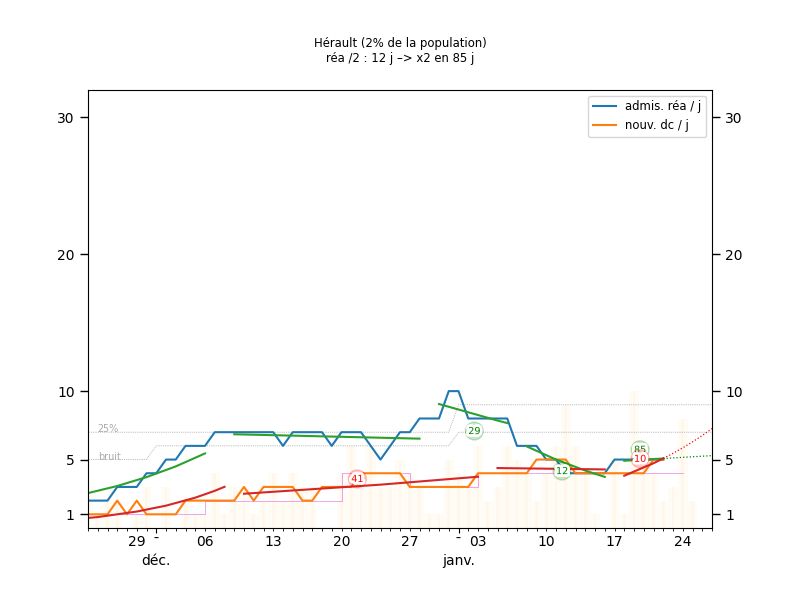 Hérault (2% de la population)
réa /2 : 12 j –> x2 en 85 j
admis. réa / j
nouv. dc / j
30
30
20
20
10
10
25%
29
bruit
85
5
10
5
12
41
1
1
29 - 06 13 20 27 - 03 10 17 24
déc. janv.